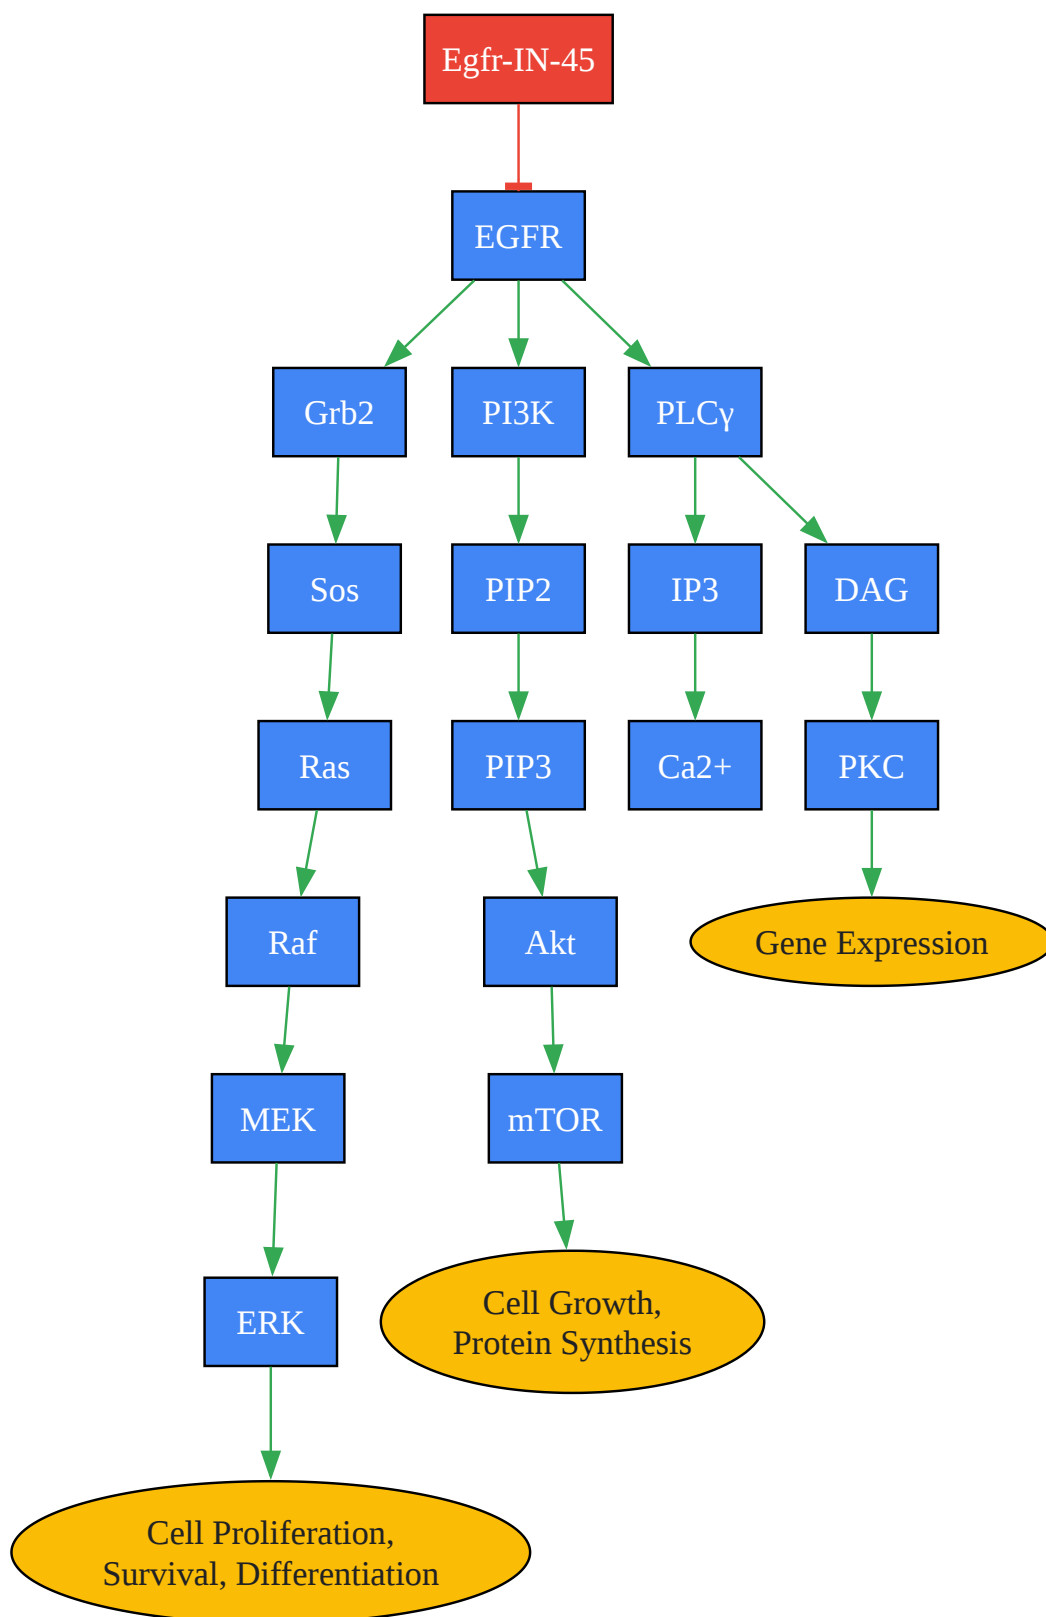 Egfr-IN-45
EGFR
Grb2
PI3K
PLCγ
Sos
PIP2
IP3
DAG
Ras
PIP3
Ca2+
PKC
Raf
Akt
Gene Expression
MEK
mTOR
ERK
Cell Growth,
Protein Synthesis
Cell Proliferation,
Survival, Differentiation